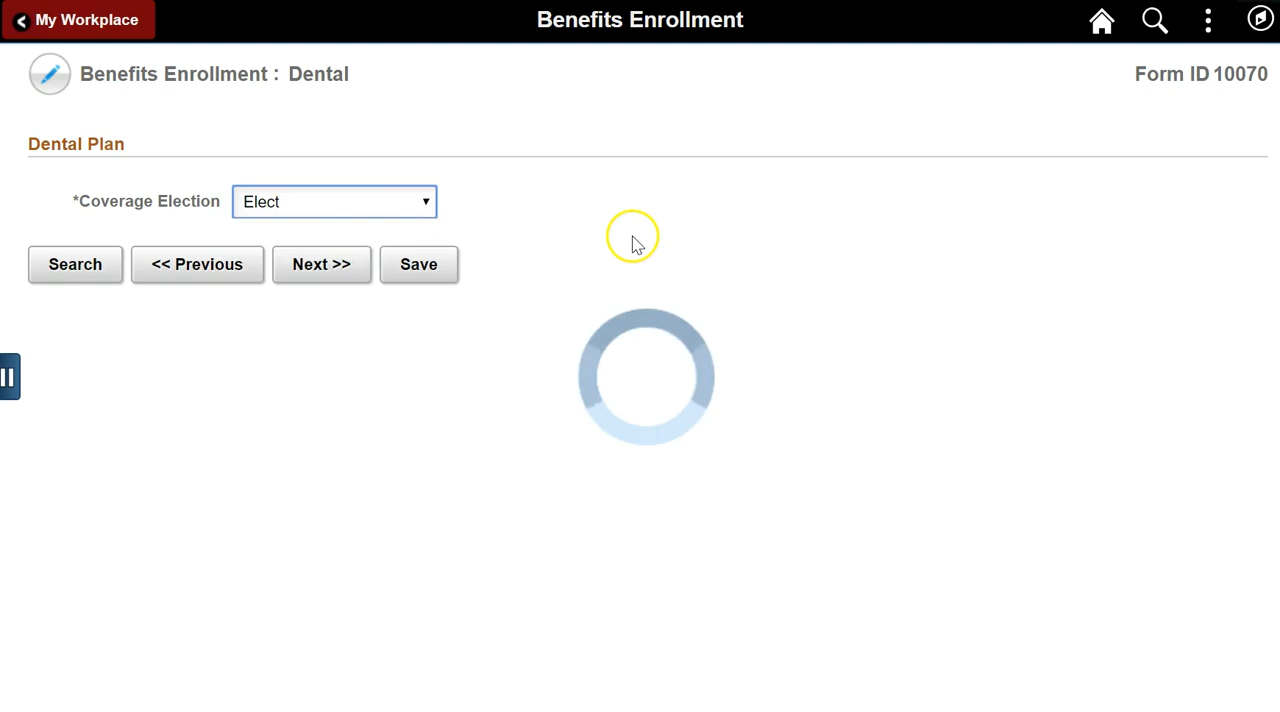 My Workplace
Benefits Enrollment
Benefits Enrollment : Dental
Form ID 10070
Dental Plan
*Coverage Election
Elect
Search
<< Previous
Next >>
Save